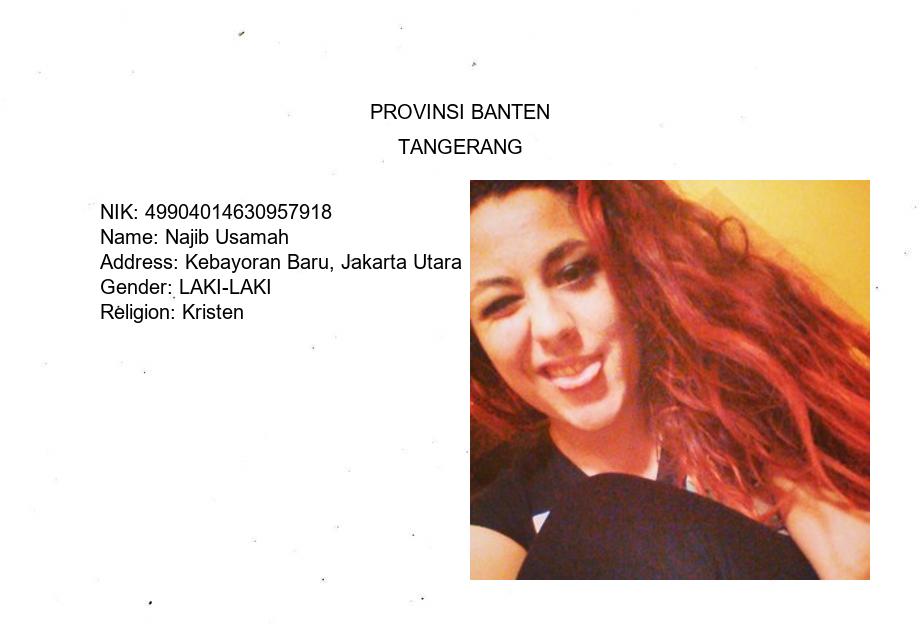 PROVINSI BANTEN
TANGERANG
NIK: 49904014630957918
Name: Najib Usamah
Address: Kebayoran Baru, Jakarta Utara
Gender: LAKI-LAKI
Religion: Kristen